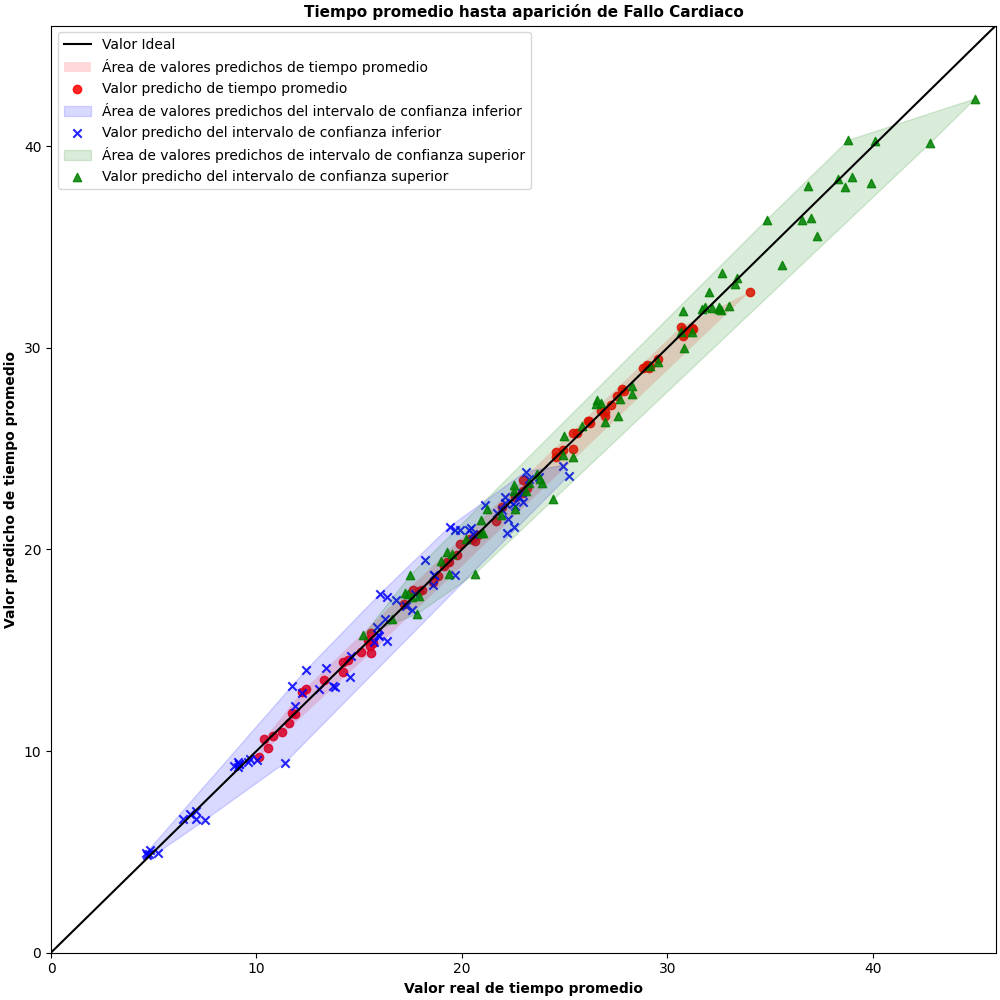 Tiempo promedio hasta aparición de Fallo Cardiaco
Valor Ideal
Área de valores predichos de tiempo promedio
Valor predicho de tiempo promedio
Área de valores predichos del intervalo de confianza inferior
Valor predicho del intervalo de confianza inferior
Área de valores predichos de intervalo de confianza superior
Valor predicho del intervalo de confianza superior
Valor predicho de tiempo promedio
40
30
20
10
0
0 10 20 30 40
Valor real de tiempo promedio